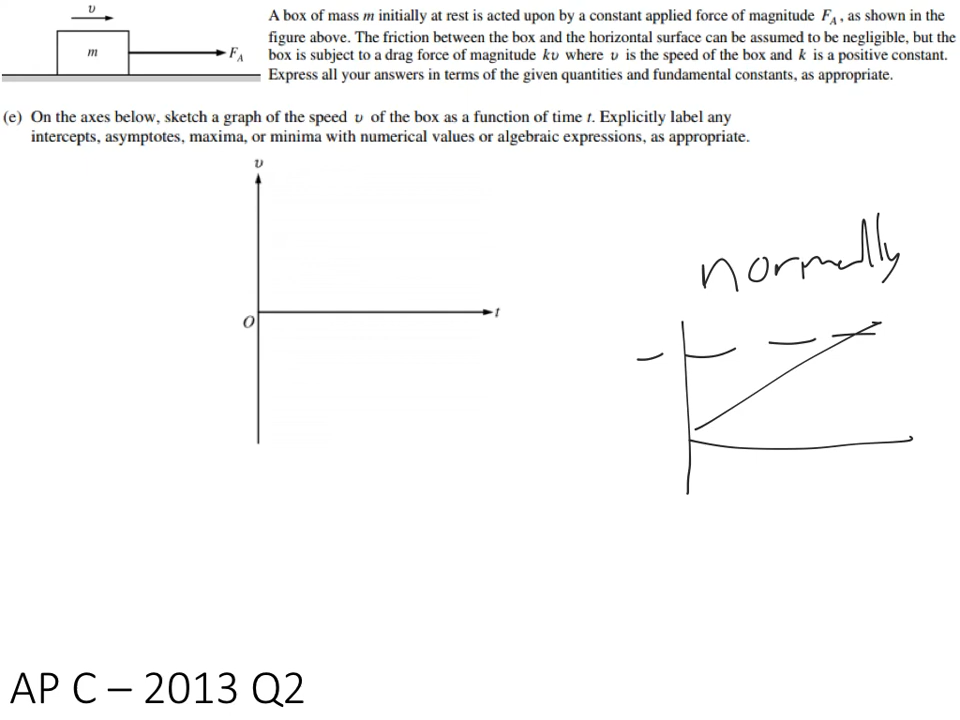 υ
m
F_A
A box of mass m initially at rest is acted upon by a constant applied force of magnitude F_A, as shown in the
figure above. The friction between the box and the horizontal surface can be assumed to be negligible, but the
box is subject to a drag force of magnitude kυ where υ is the speed of the box and k is a positive constant.
Express all your answers in terms of the given quantities and fundamental constants, as appropriate.
(e) On the axes below, sketch a graph of the speed υ of the box as a function of time t. Explicitly label any
intercepts, asymptotes, maxima, or minima with numerical values or algebraic expressions, as appropriate.
υ
O
t
normally
AP C – 2013 Q2